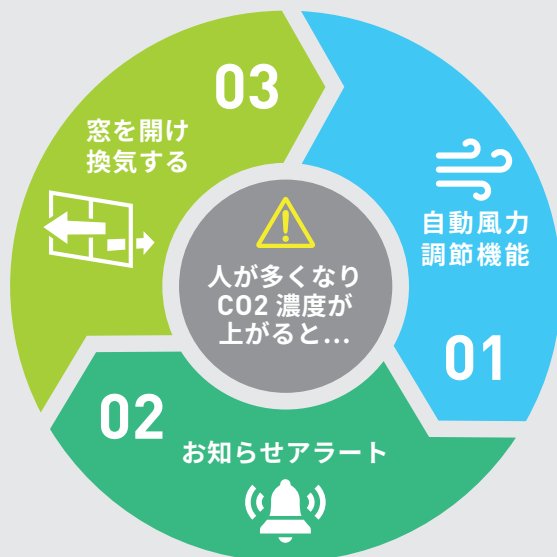 人が多くなり
CO2 濃度が
上がると...
自動風力
調節機能
01
02
お知らせアラート
03
窓を開け
換気する